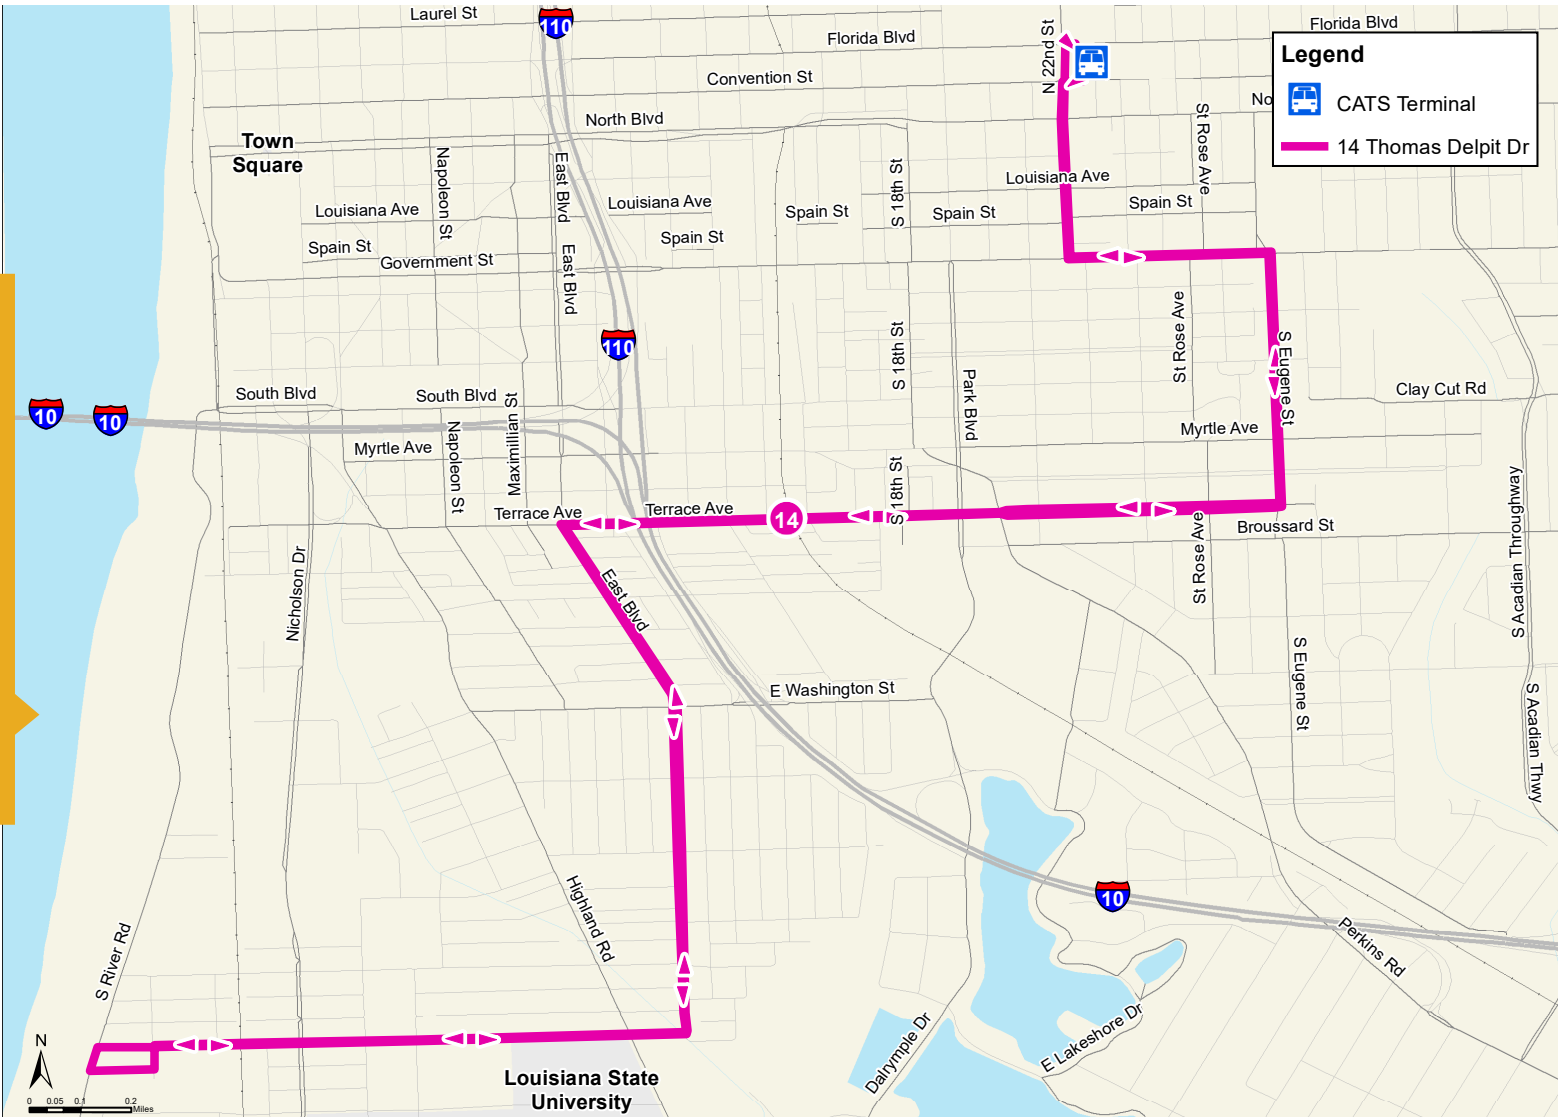 Laurel St
110
Florida Blvd
N 22nd St
Florida Blvd
Convention St
Legend
CATS Terminal
14 Thomas Delpit Dr
No
North Blvd
Town
Square
Napoleon St
East Blvd
S 18th St
St Rose Ave
Louisiana Ave
Louisiana Ave
Louisiana Ave
Spain St
Spain St
Spain St
Spain St
Spain St
Government St
East Blvd
110
S 18th St
St Rose Ave
S Eugene St
Park Blvd
Clay Cut Rd
South Blvd
South Blvd
10
10
Maximillian St
Myrtle Ave
Myrtle Ave
Napoleon St
S 18th St
Terrace Ave
Terrace Ave
14
Broussard St
S Acadian Throughway
Nicholson Dr
East Blvd
St Rose Ave
E Washington St
S Eugene St
S Acadian Thwy
Highland Rd
10
Perkins Rd
S River Rd
Dalrymple Dr
E Lakeshore Dr
N
0 0.05 0.1 0.2
Miles
Louisiana State
University